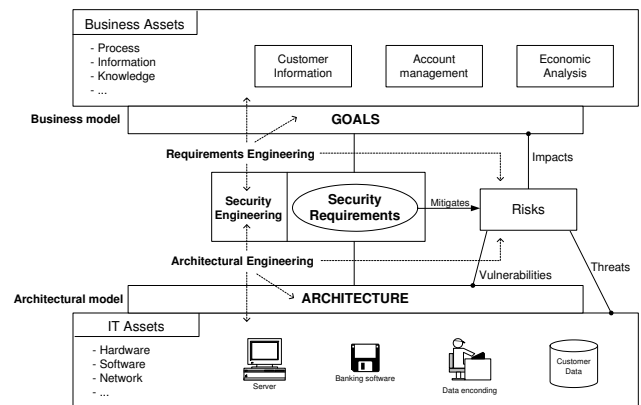 Business Assets
- Process
- Information
- Knowledge
- ...
Customer
Information
Account
management
Economic
Analysis
Business model
GOALS
Requirements Engineering
Impacts
Security
Engineering
Security
Requirements
Mitigates
Risks
Architectural Engineering
Vulnerabilities
Threats
Architectural model
ARCHITECTURE
IT Assets
- Hardware
- Software
- Network
- ...
Server
Banking software
Data enconding
Customer
Data